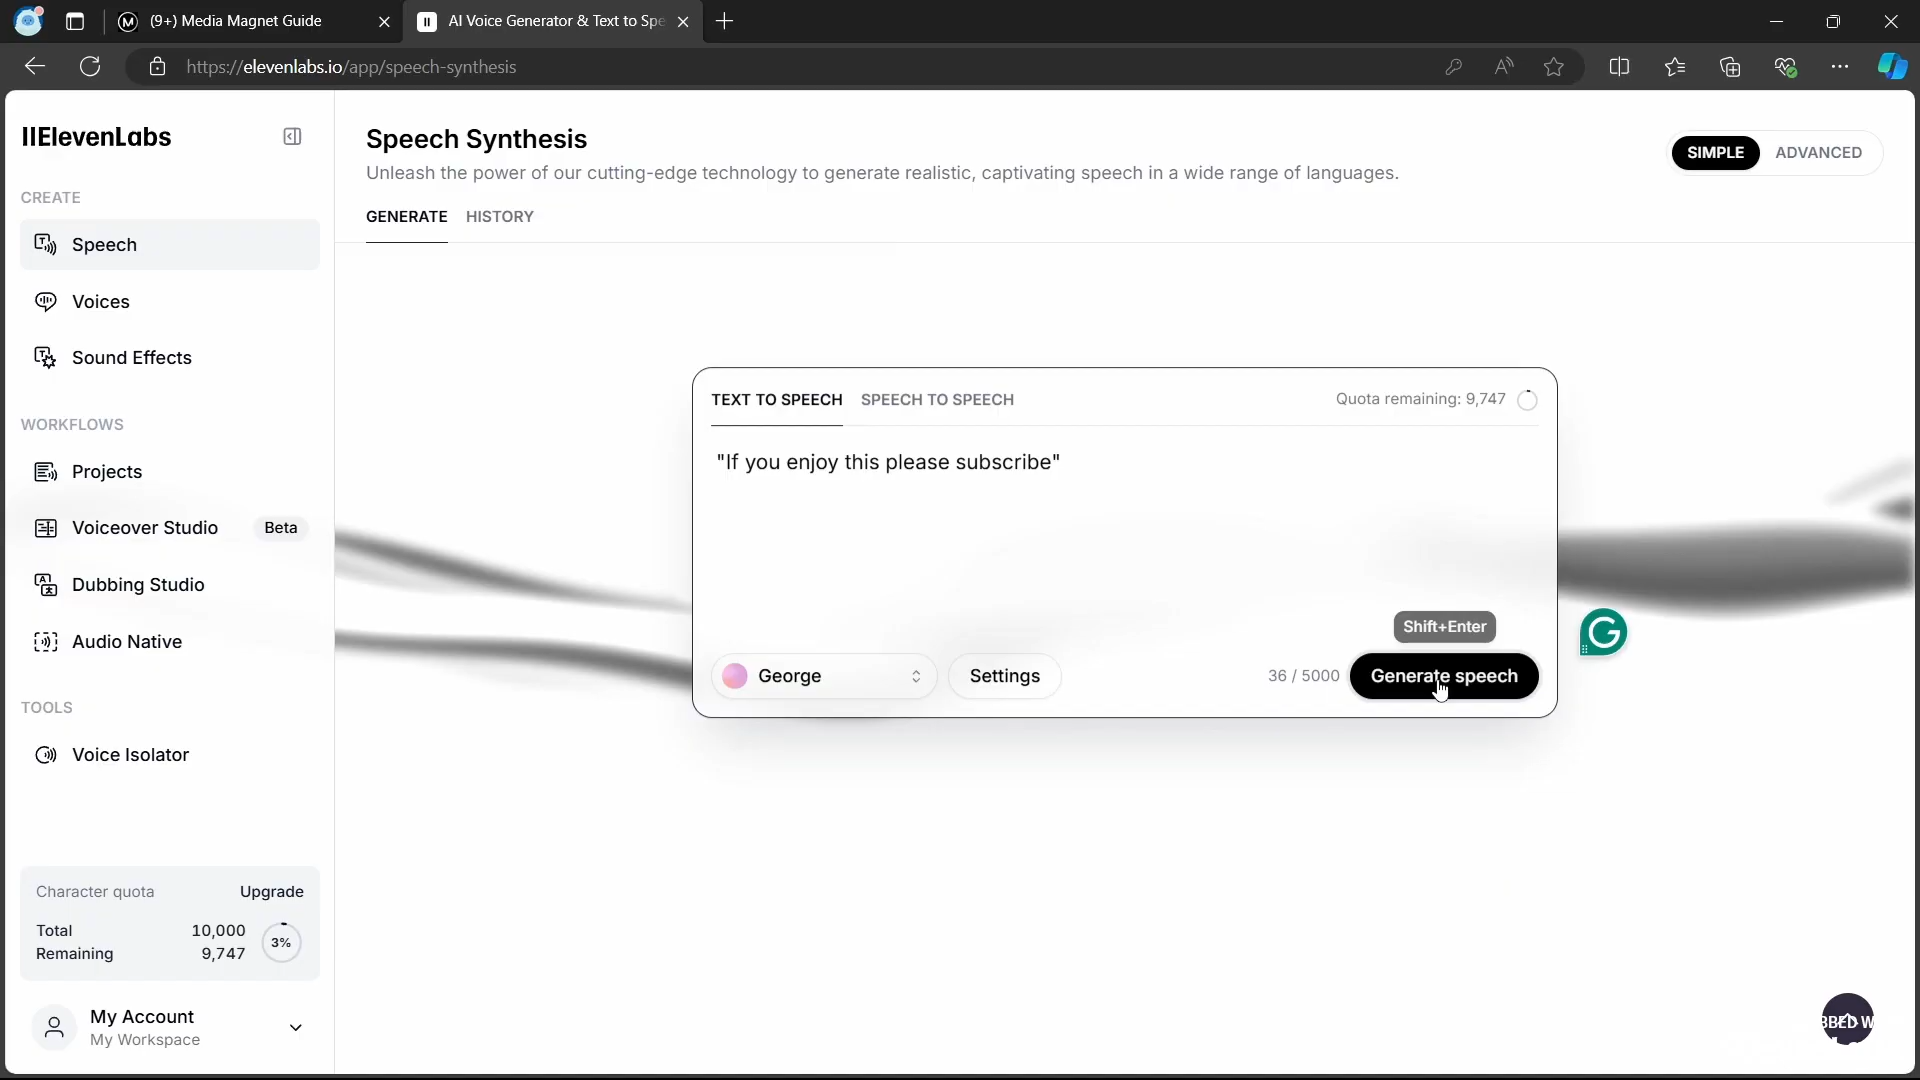 (9+) Media Magnet Guide
AI Voice Generator & Text to Spe
https://elevenlabs.io/app/speech-synthesis
IIElevenLabs
CREATE
Speech
Voices
Sound Effects
WORKFLOWS
Projects
Voiceover Studio Beta
Dubbing Studio
Audio Native
TOOLS
Voice Isolator
Character quota Upgrade
Total 10,000
Remaining 9,747
3%
My Account
My Workspace
Speech Synthesis
Unleash the power of our cutting-edge technology to generate realistic, captivating speech in a wide range of languages.
SIMPLE ADVANCED
GENERATE HISTORY
TEXT TO SPEECH SPEECH TO SPEECH Quota remaining: 9,747
"If you enjoy this please subscribe"
Shift+Enter
George Settings 36 / 5000 Generate speech